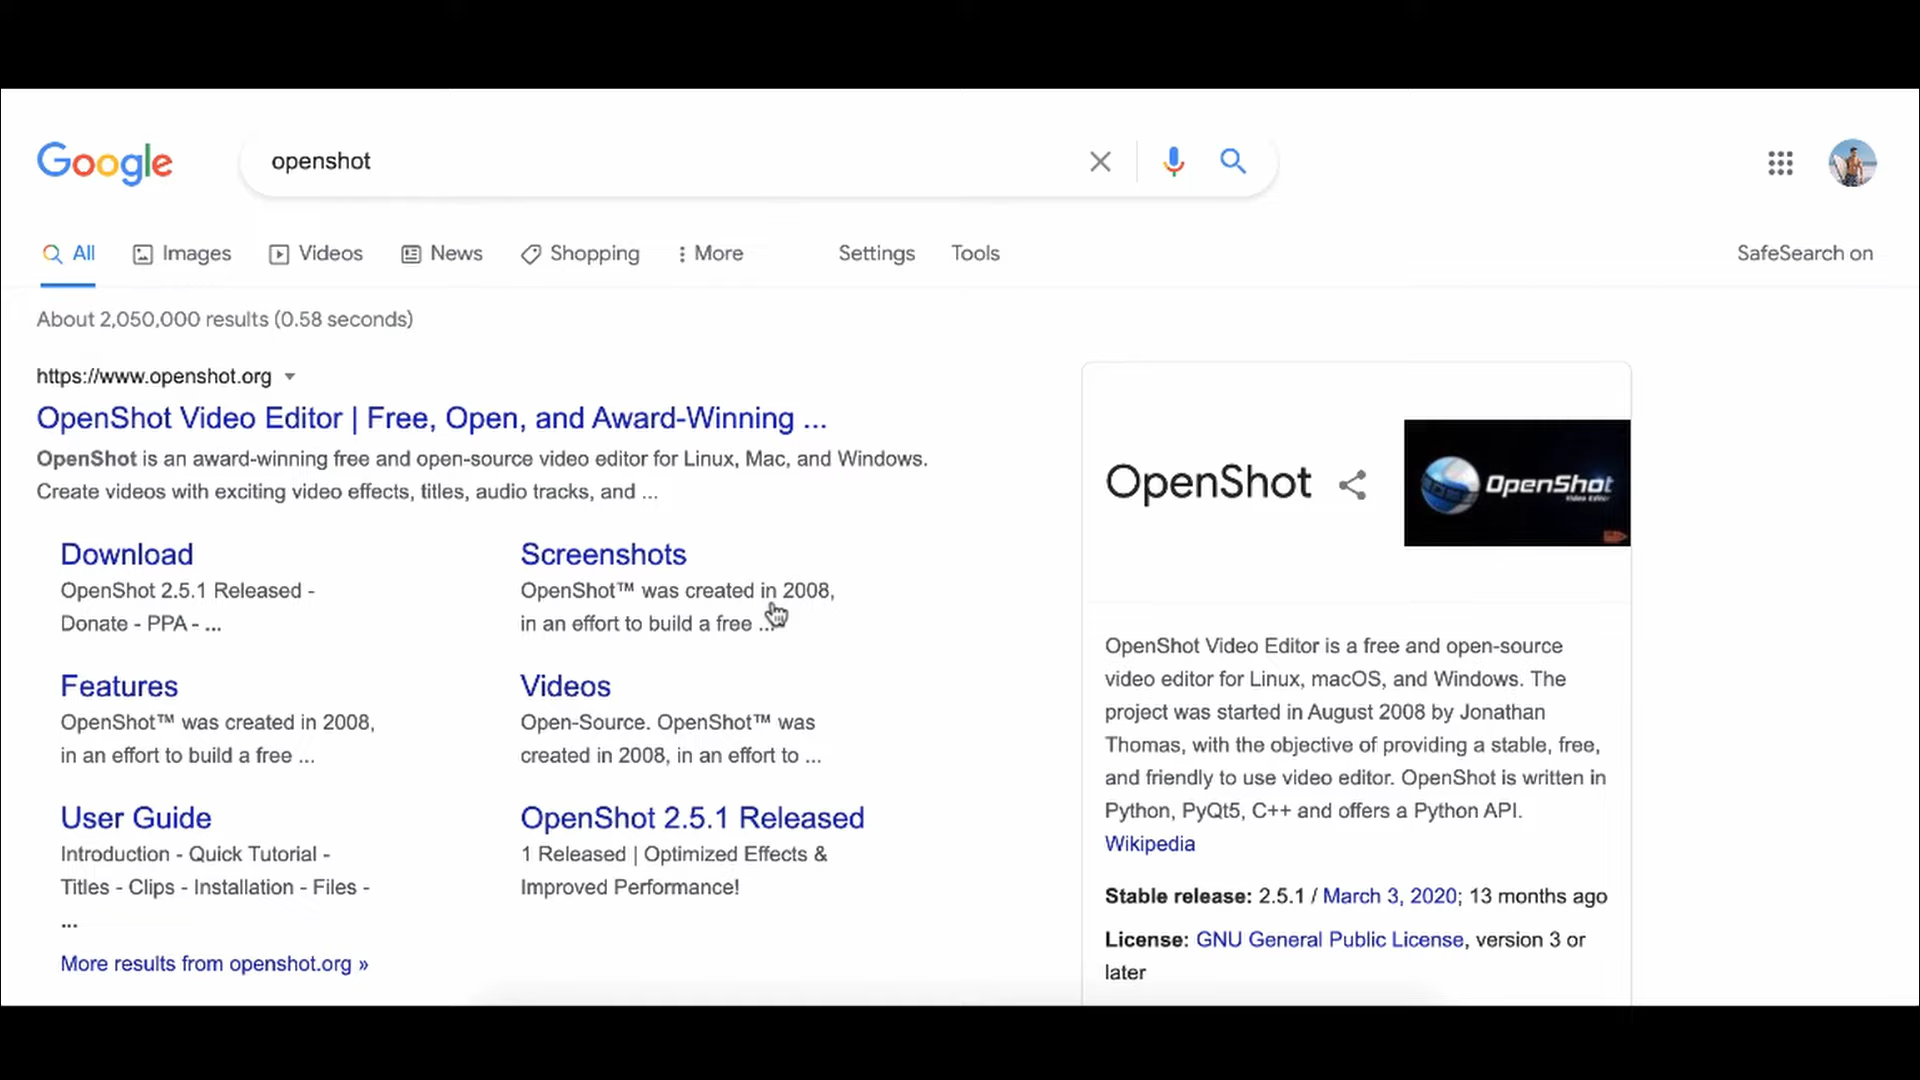 Google
openshot
All
Images
Videos
News
Shopping
More
Settings
Tools
SafeSearch on
About 2,050,000 results (0.58 seconds)
https://www.openshot.org
OpenShot Video Editor | Free, Open, and Award-Winning ...
OpenShot is an award-winning free and open-source video editor for Linux, Mac, and Windows.
Create videos with exciting video effects, titles, audio tracks, and ...
Download
OpenShot 2.5.1 Released -
Donate - PPA - ...
Screenshots
OpenShot™ was created in 2008,
in an effort to build a free ...
Features
OpenShot™ was created in 2008,
in an effort to build a free ...
Videos
Open-Source. OpenShot™ was
created in 2008, in an effort to ...
User Guide
Introduction - Quick Tutorial -
Titles - Clips - Installation - Files -
...
OpenShot 2.5.1 Released
1 Released | Optimized Effects &
Improved Performance!
More results from openshot.org »
OpenShot
OpenShot
Video Editor
OpenShot Video Editor is a free and open-source
video editor for Linux, macOS, and Windows. The
project was started in August 2008 by Jonathan
Thomas, with the objective of providing a stable, free,
and friendly to use video editor. OpenShot is written in
Python, PyQt5, C++ and offers a Python API.
Wikipedia
Stable release: 2.5.1 / March 3, 2020; 13 months ago
License: GNU General Public License, version 3 or
later